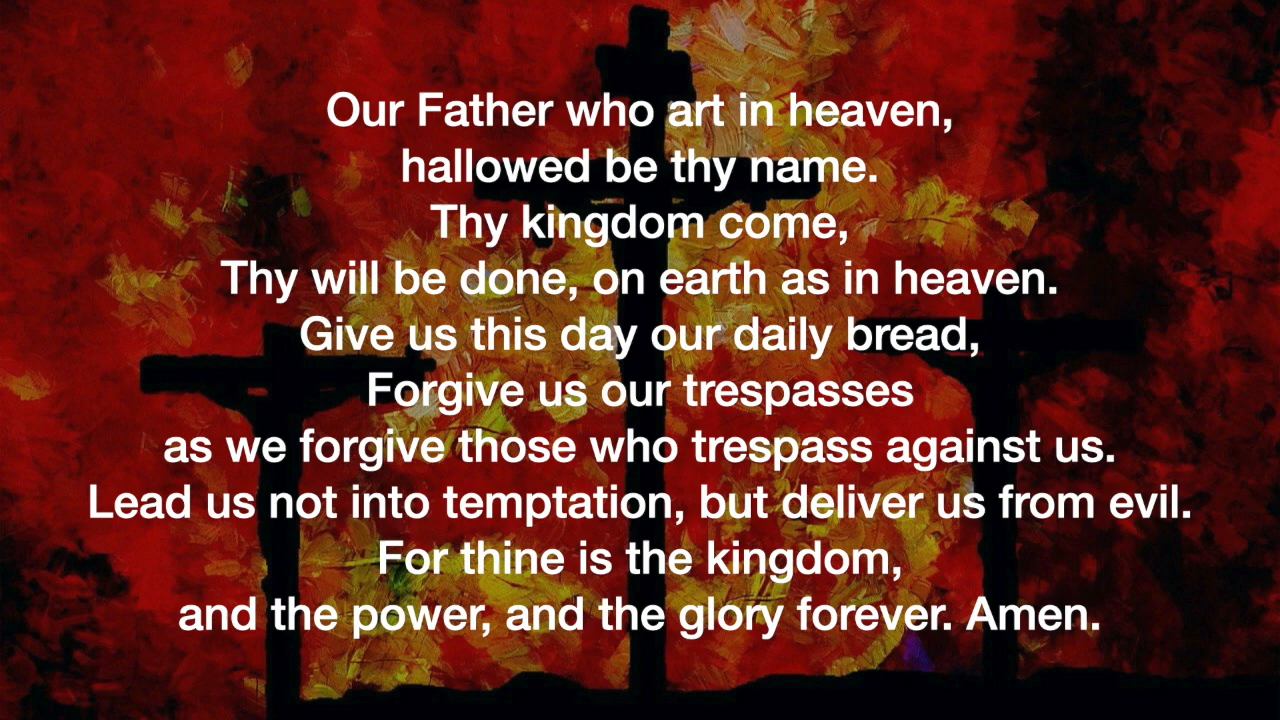 Our Father who art in heaven,
hallowed be thy name.
Thy kingdom come,
Thy will be done, on earth as in heaven.
Give us this day our daily bread,
Forgive us our trespasses
as we forgive those who trespass against us.
Lead us not into temptation, but deliver us from evil.
For thine is the kingdom,
and the power, and the glory forever. Amen.